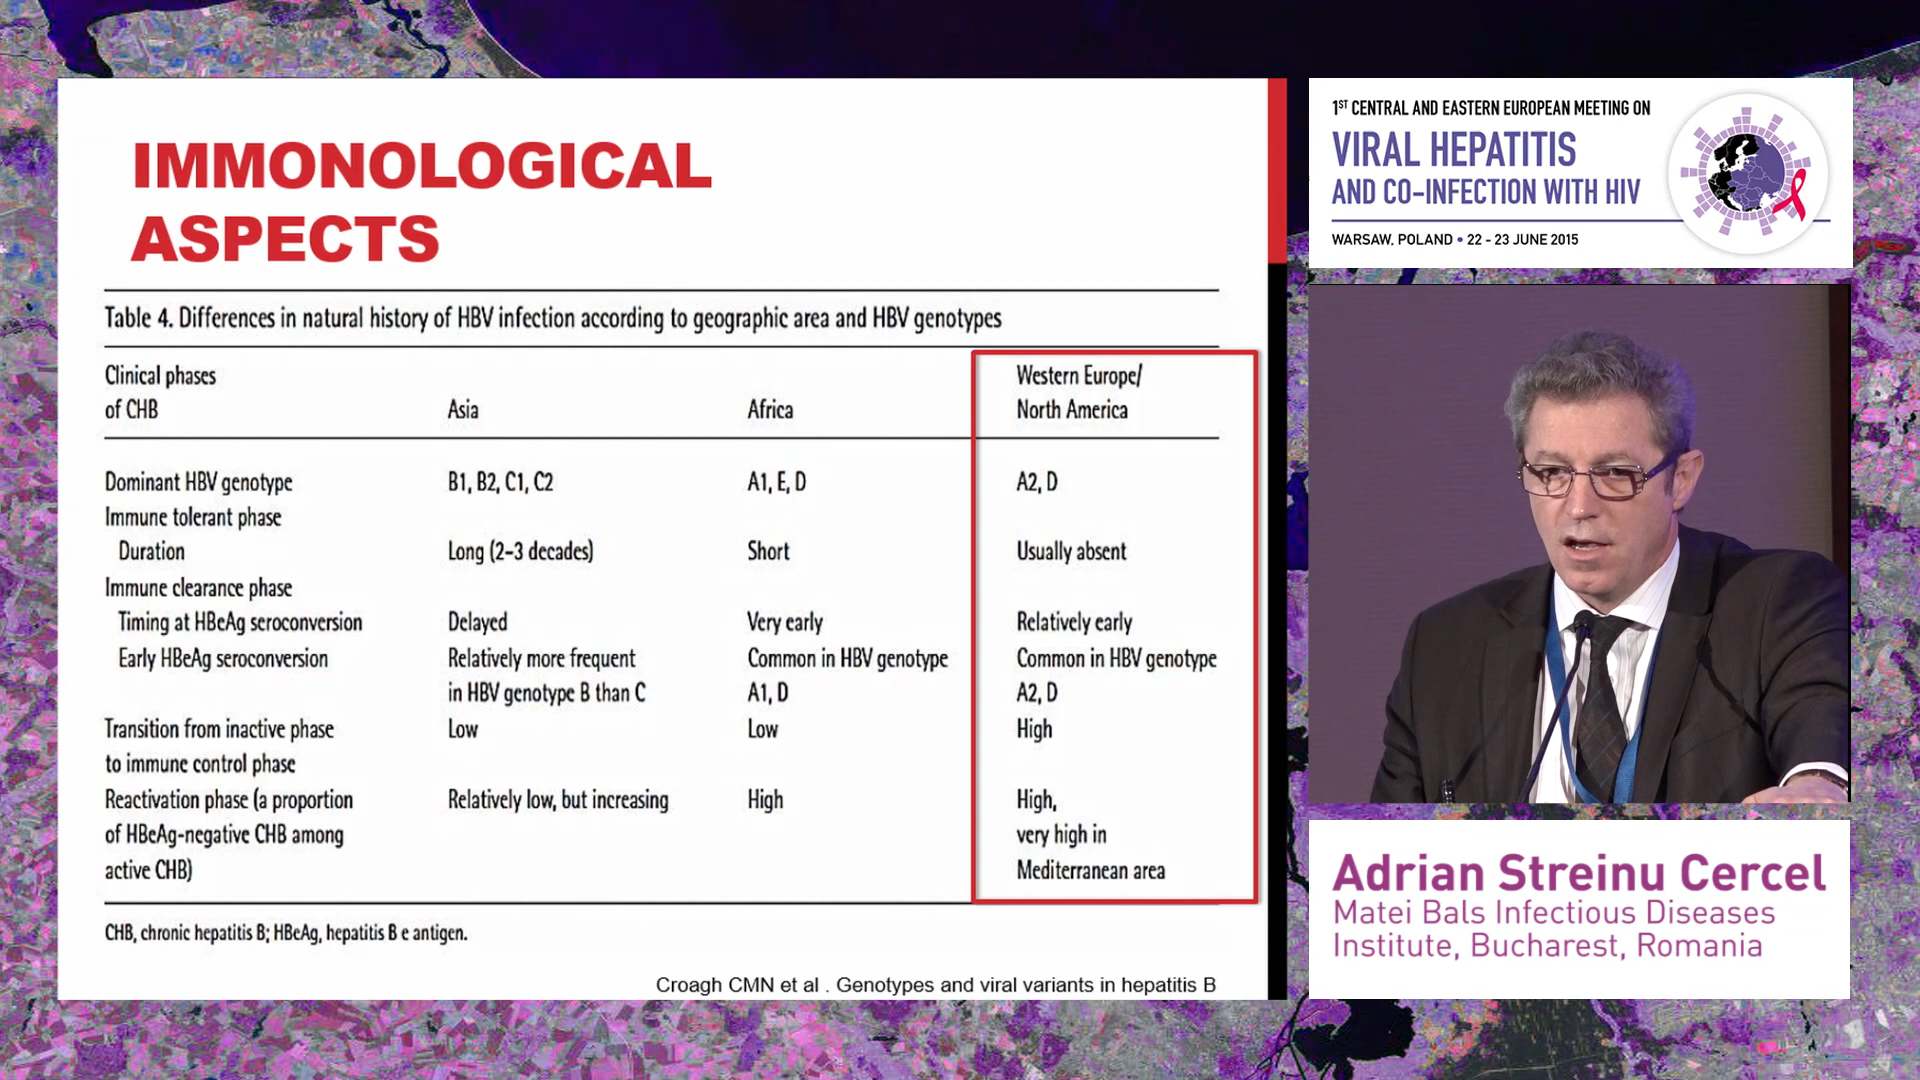 IMMONOLOGICAL
ASPECTS
Table 4. Differences in natural history of HBV infection according to geographic area and HBV genotypes
Clinical phases
of CHB
Asia
Africa
Western Europe/
North America
Dominant HBV genotype
B1, B2, C1, C2
A1, E, D
A2, D
Immune tolerant phase
Duration
Long (2–3 decades)
Short
Usually absent
Immune clearance phase
Timing at HBeAg seroconversion
Delayed
Very early
Relatively early
Early HBeAg seroconversion
Relatively more frequent
in HBV genotype B than C
Common in HBV genotype
A1, D
Common in HBV genotype
A2, D
Transition from inactive phase
to immune control phase
Low
Low
High
Reactivation phase (a proportion
of HBeAg-negative CHB among
active CHB)
Relatively low, but increasing
High
High,
very high in
Mediterranean area
CHB, chronic hepatitis B; HBeAg, hepatitis B e antigen.
Croagh CMN et al . Genotypes and viral variants in hepatitis B
1ST CENTRAL AND EASTERN EUROPEAN MEETING ON
VIRAL HEPATITIS
AND CO-INFECTION WITH HIV
WARSAW, POLAND • 22 - 23 JUNE 2015
Adrian Streinu Cercel
Matei Bals Infectious Diseases
Institute, Bucharest, Romania